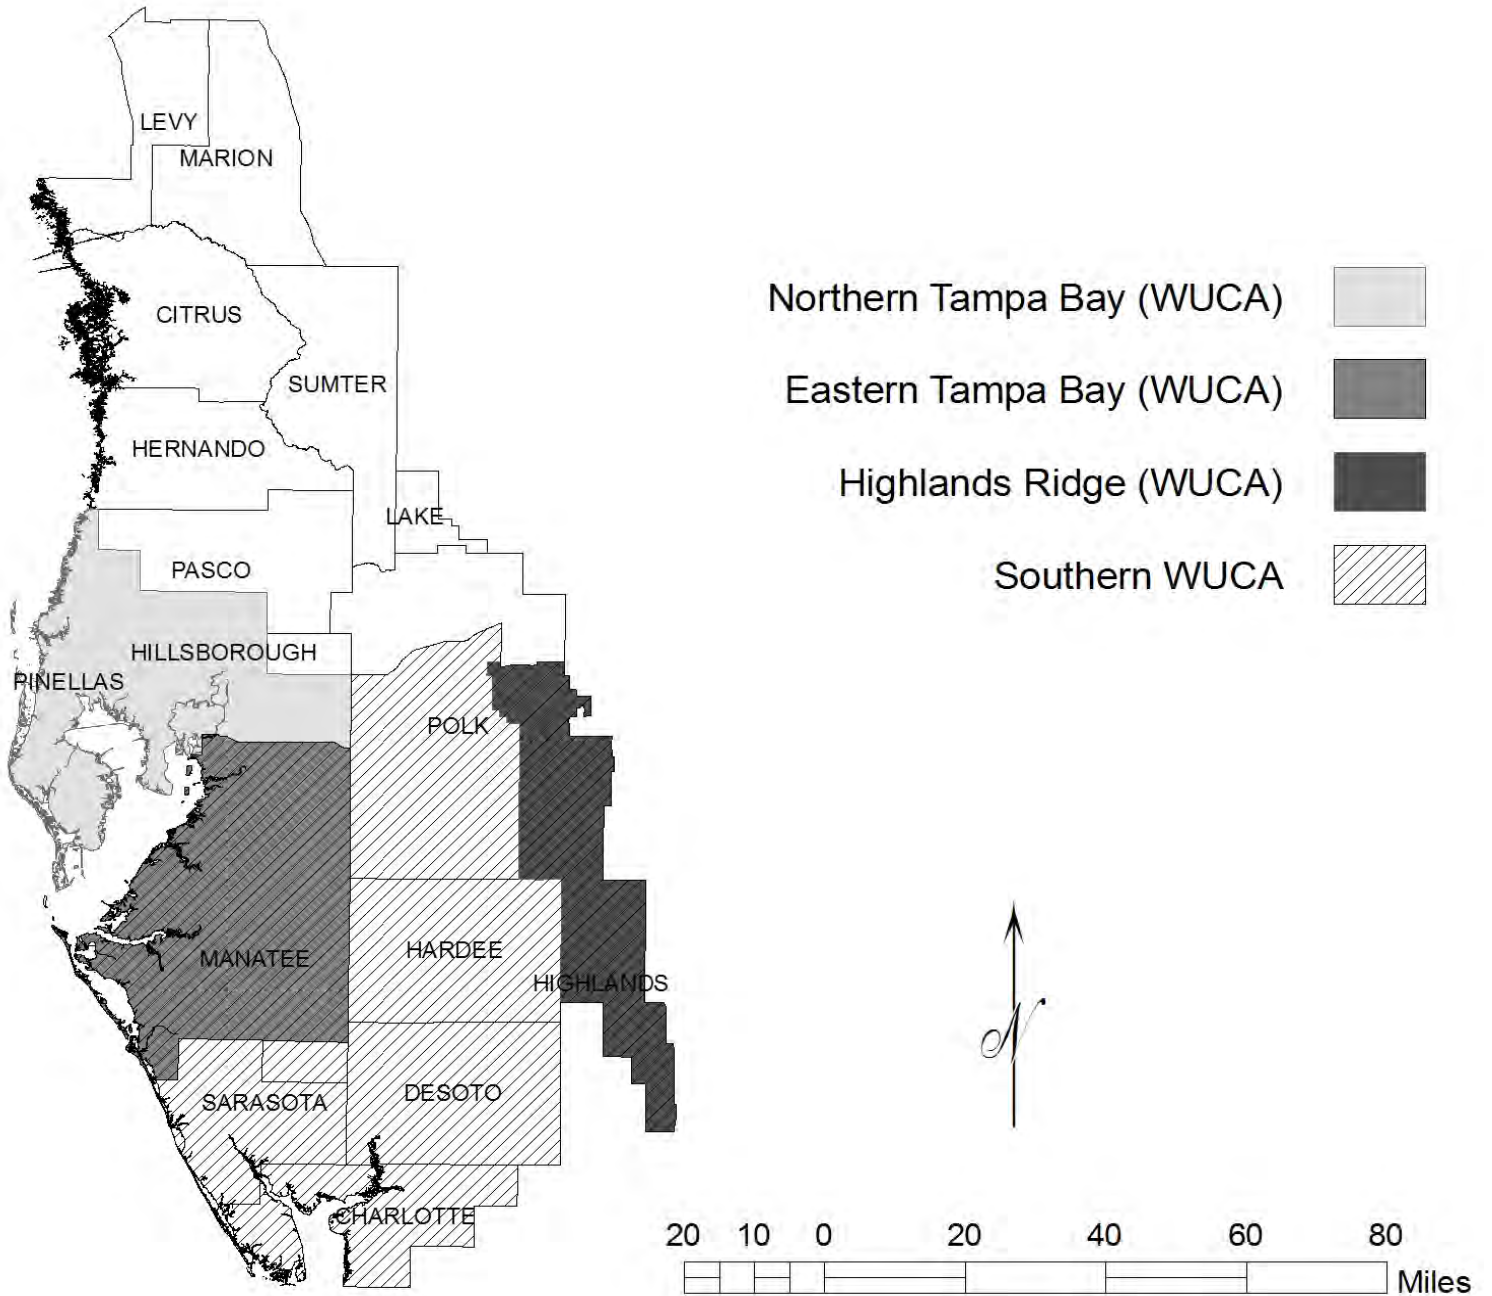 LEVY
MARION
CITRUS
SUMTER
HERNANDO
LAKE
PASCO
HILLSBOROUGH
PINELLAS
POLK
MANATEE
HARDEE
HIGHLANDS
SARASOTA
DESOTO
CHARLOTTE
Northern Tampa Bay (WUCA)
Eastern Tampa Bay (WUCA)
Highlands Ridge (WUCA)
Southern WUCA
N
20 10 0 20 40 60 80
Miles